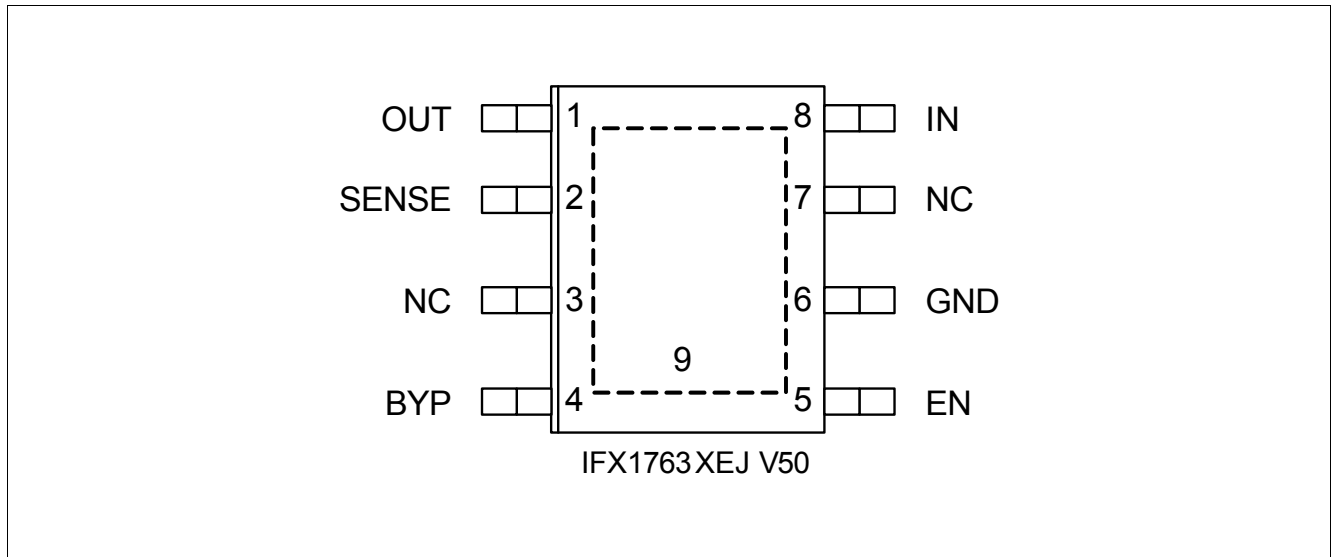 OUT 1 8 IN
SENSE 2 7 NC
NC 3 6 GND
9
BYP 4 5 EN
IFX1763XEJ V50